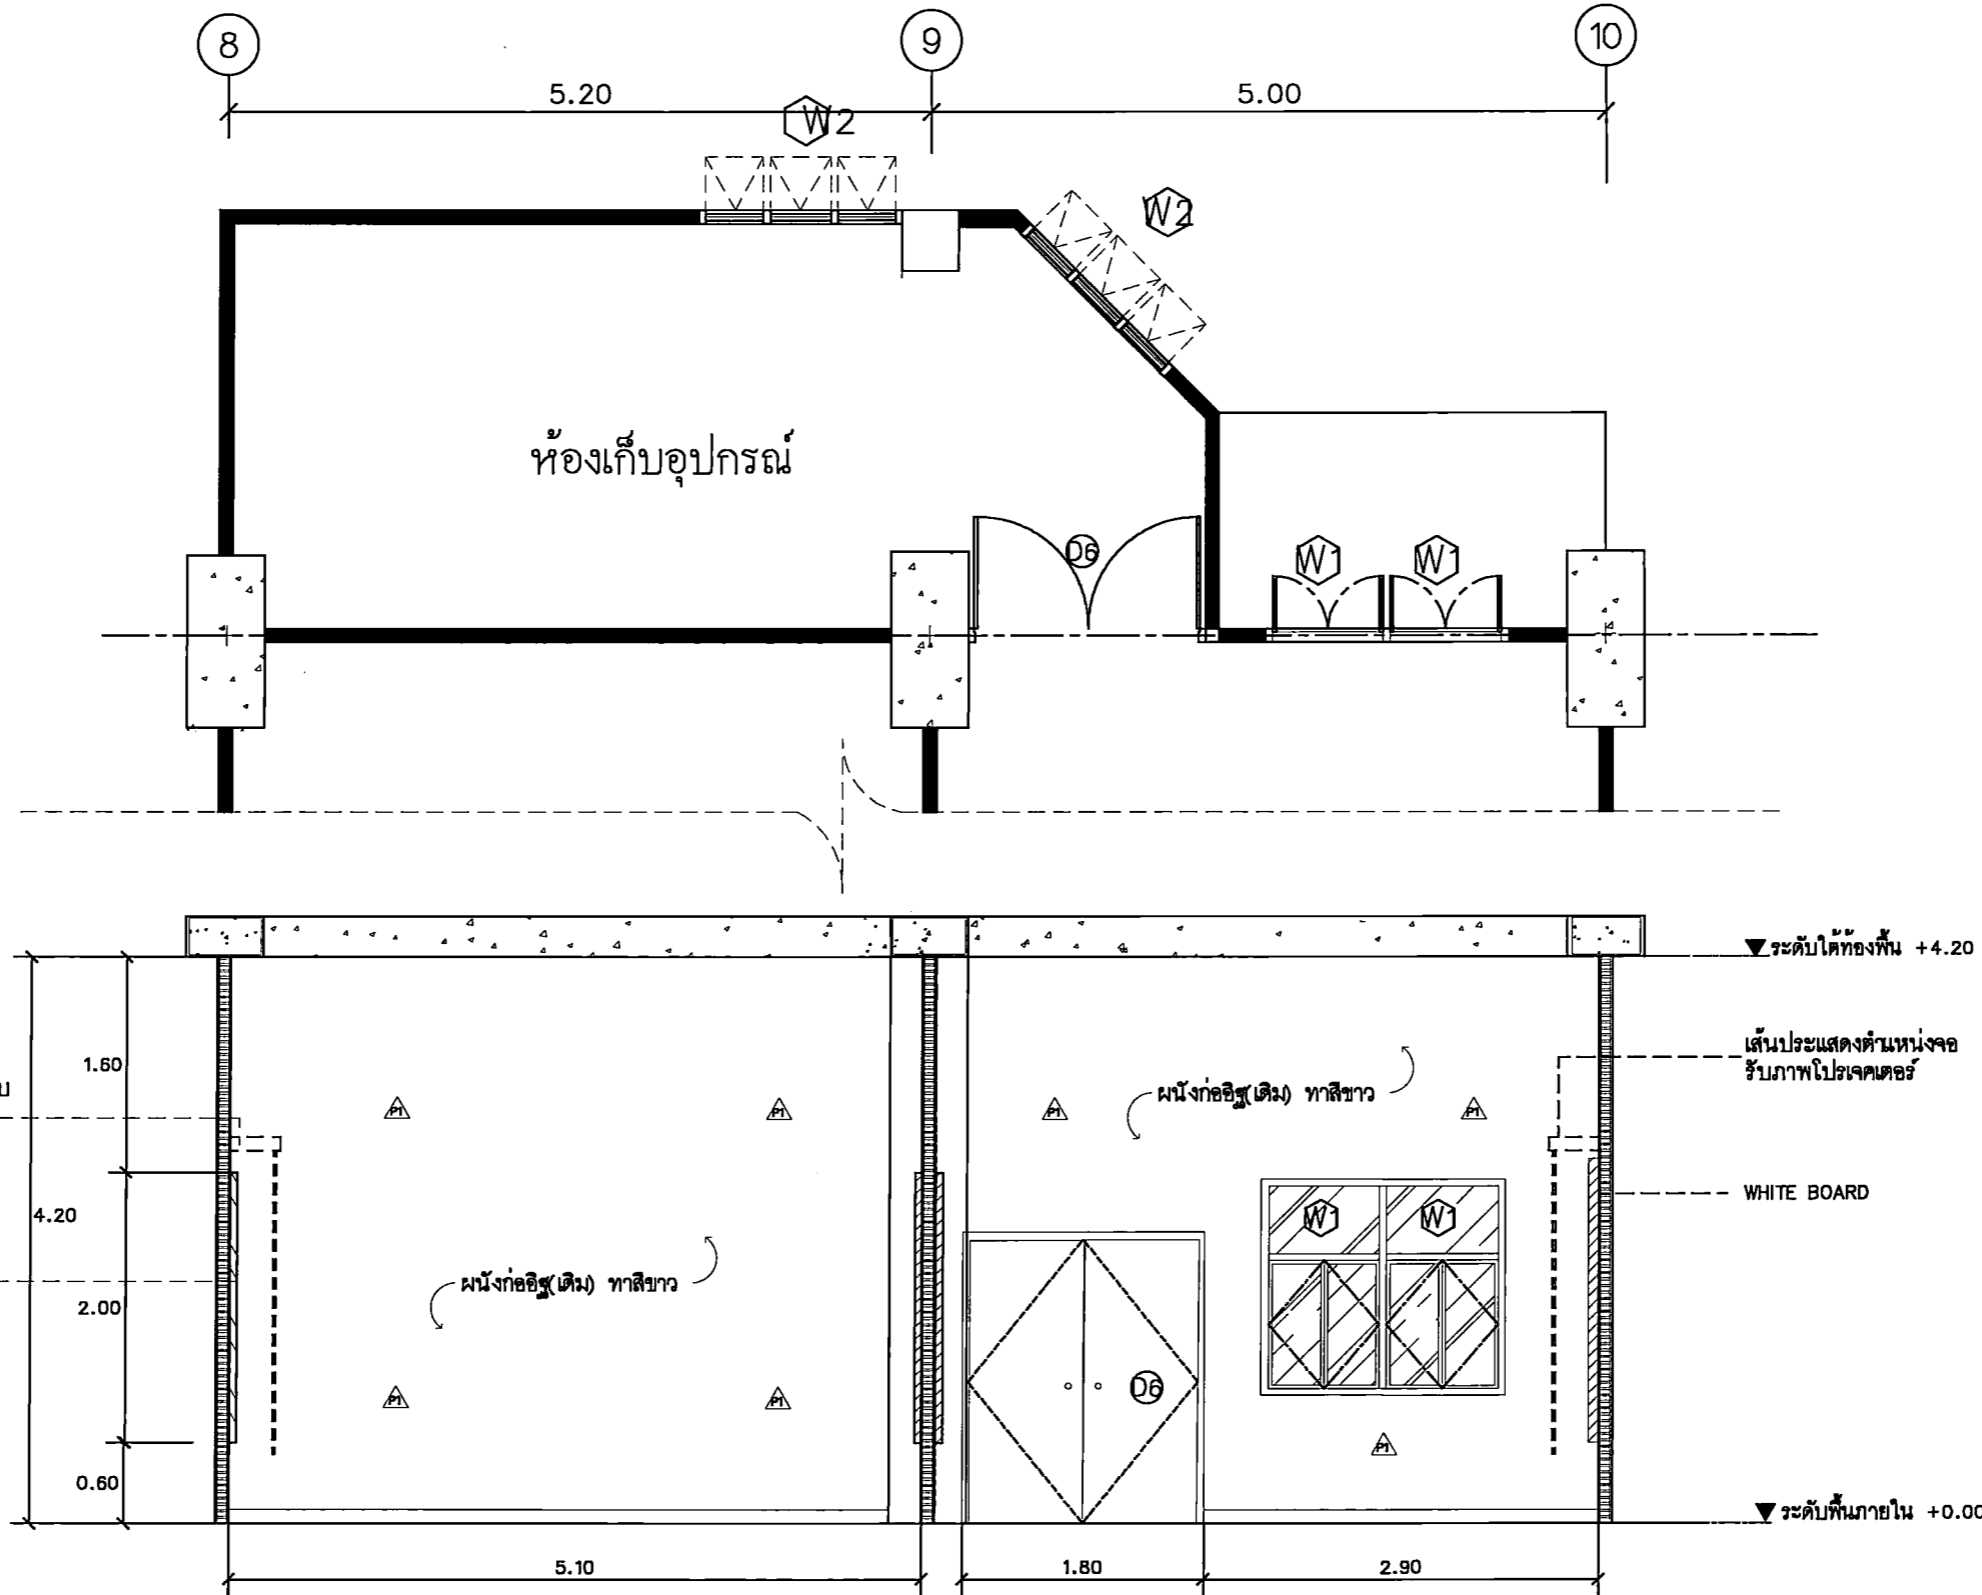 8
9
10
5.20
5.00
W2
W2
ห้องเก็บอุปกรณ์
D6
W1
W1
ระดับใต้ท้องพื้น +4.20
1.60
เส้นประแสดงตำแหน่งจอ
รับภาพโปรเจคเตอร์
P1
P1
P1
ผนังก่ออิฐ(เดิม) ทาสีขาว
P1
4.20
WHITE BOARD
W1
W1
ผนังก่ออิฐ(เดิม) ทาสีขาว
2.00
D6
P1
P1
P1
0.60
ระดับพื้นภายใน +0.00
5.10
1.80
2.90